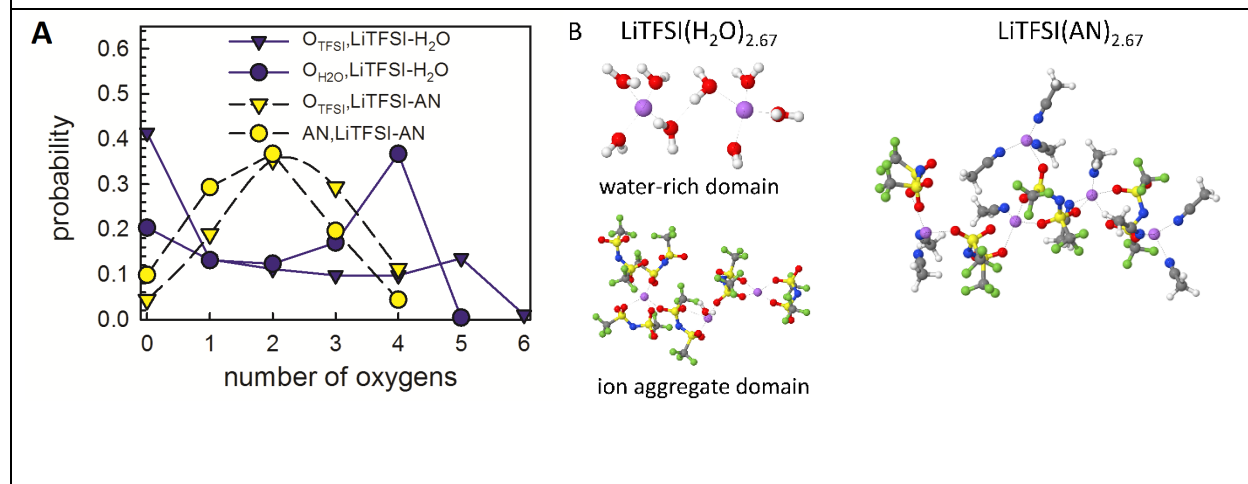 A
0.6
0.5
0.4
0.3
0.2
0.1
0.0
probability
0 1 2 3 4 5 6
number of oxygens
O_TFSI,LiTFSI-H₂O
O_H2O,LiTFSI-H₂O
O_TFSI,LiTFSI-AN
AN,LiTFSI-AN
B
LiTFSI(H₂O)₂.₆₇
water-rich domain
ion aggregate domain
LiTFSI(AN)₂.₆₇